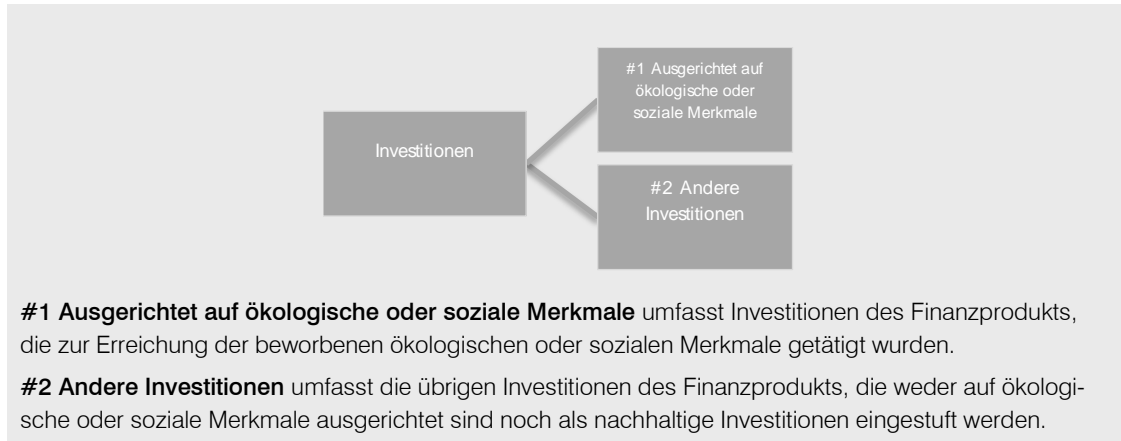 #1 Ausgerichtet auf
ökologische oder
soziale Merkmale
Investitionen
#2 Andere
Investitionen
#1 Ausgerichtet auf ökologische oder soziale Merkmale umfasst Investitionen des Finanzprodukts,
die zur Erreichung der beworbenen ökologischen oder sozialen Merkmale getätigt wurden.
#2 Andere Investitionen umfasst die übrigen Investitionen des Finanzprodukts, die weder auf ökologi-
sche oder soziale Merkmale ausgerichtet sind noch als nachhaltige Investitionen eingestuft werden.